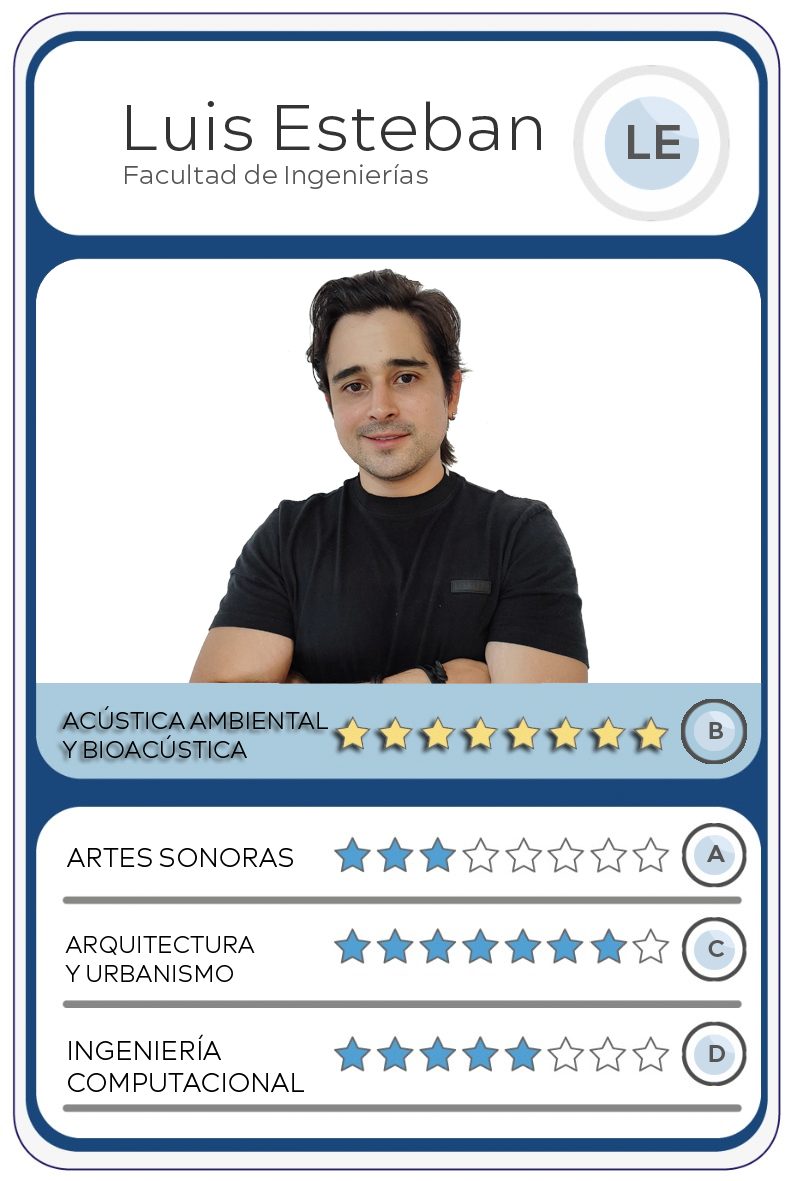 Luis Esteban
Facultad de Ingenierías
LE
ACÚSTICA AMBIENTAL
Y BIOACÚSTICA
B
ARTES SONORAS
A
ARQUITECTURA
Y URBANISMO
C
INGENIERÍA
COMPUTACIONAL
D